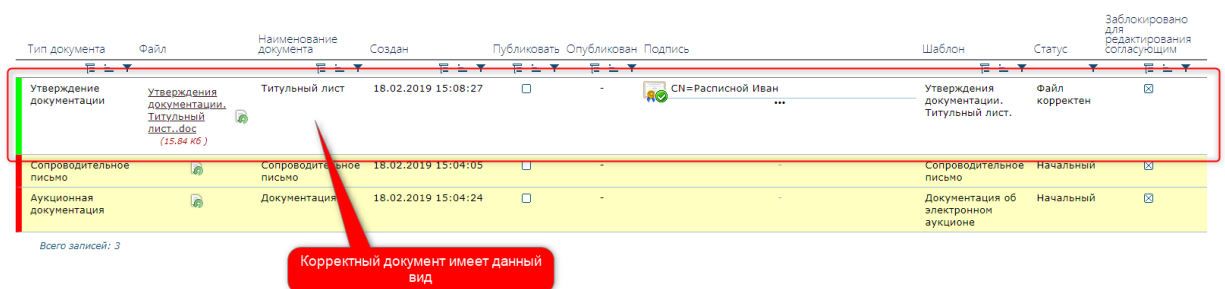 Тип документа
Файл
Наименование
документа
Создан
Публиковать
Опубликован
Подпись
Шаблон
Статус
Заблокировано
для
редактирования
согласующим
Утверждение
документации
Утверждения
документации.
Титульный
лист..doc
(15.84 Кб )
Титульный лист
18.02.2019 15:08:27
-
CN=Расписной Иван
•••
Утверждения
документации.
Титульный лист.
Файл
корректен
Сопроводительное
письмо
Сопроводительное
письмо
18.02.2019 15:04:05
-
-
Сопроводительное
письмо
Начальный
Аукционная
документация
Документация
18.02.2019 15:04:24
-
-
Документация об
электронном
аукционе
Начальный
Всего записей: 3
Корректный документ имеет данный
вид